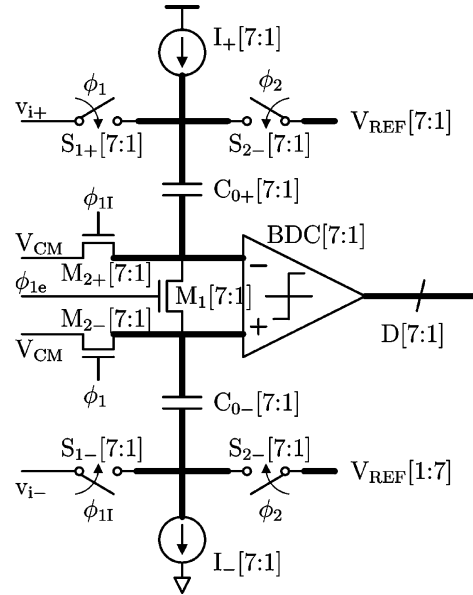 I+[7:1]
ϕ1
ϕ2
vi+
VREF[7:1]
S1+[7:1]
S2−[7:1]
C0+[7:1]
ϕ1I
BDC[7:1]
VCM
M2+[7:1]
−
ϕ1e
M1[7:1]
M2−[7:1]
+
D[7:1]
VCM
ϕ1
C0−[7:1]
S1−[7:1]
S2−[7:1]
VREF[1:7]
vi−
ϕ1I
ϕ2
I−[7:1]